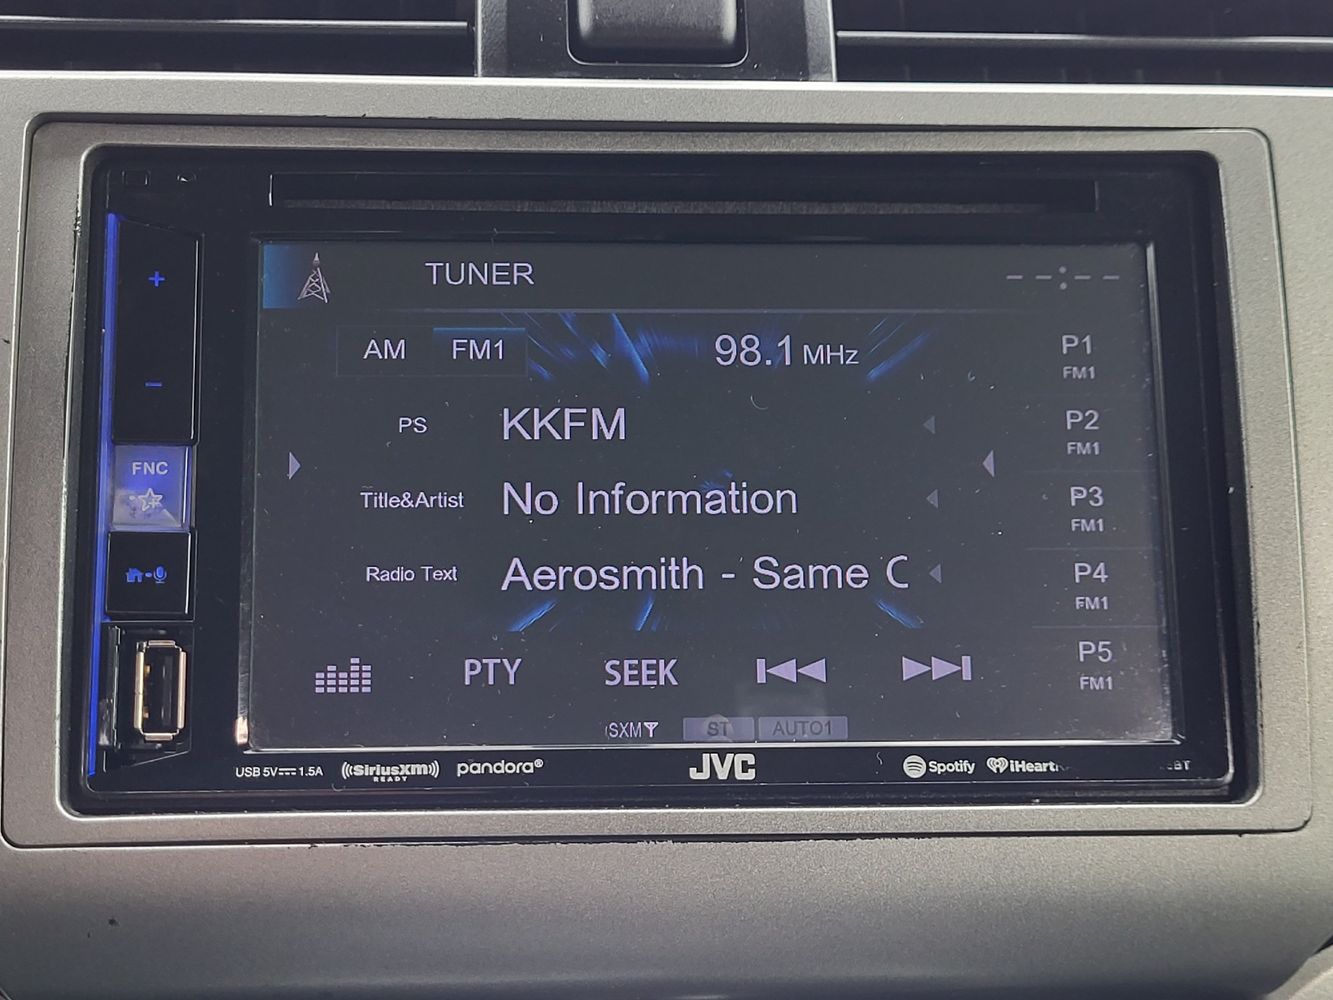 TUNER --:--
AM FM1 98.1 MHz P1
FM1
PS KKFM P2
FM1
Title&Artist No Information P3
FM1
Radio Text Aerosmith - Same P4
FM1
PTY SEEK P5
FM1
SXM ST AUTO1
+
–
FNC
USB 5V 1.5A ((SiriusXM)) pandora® JVC Spotify iHeart
READY